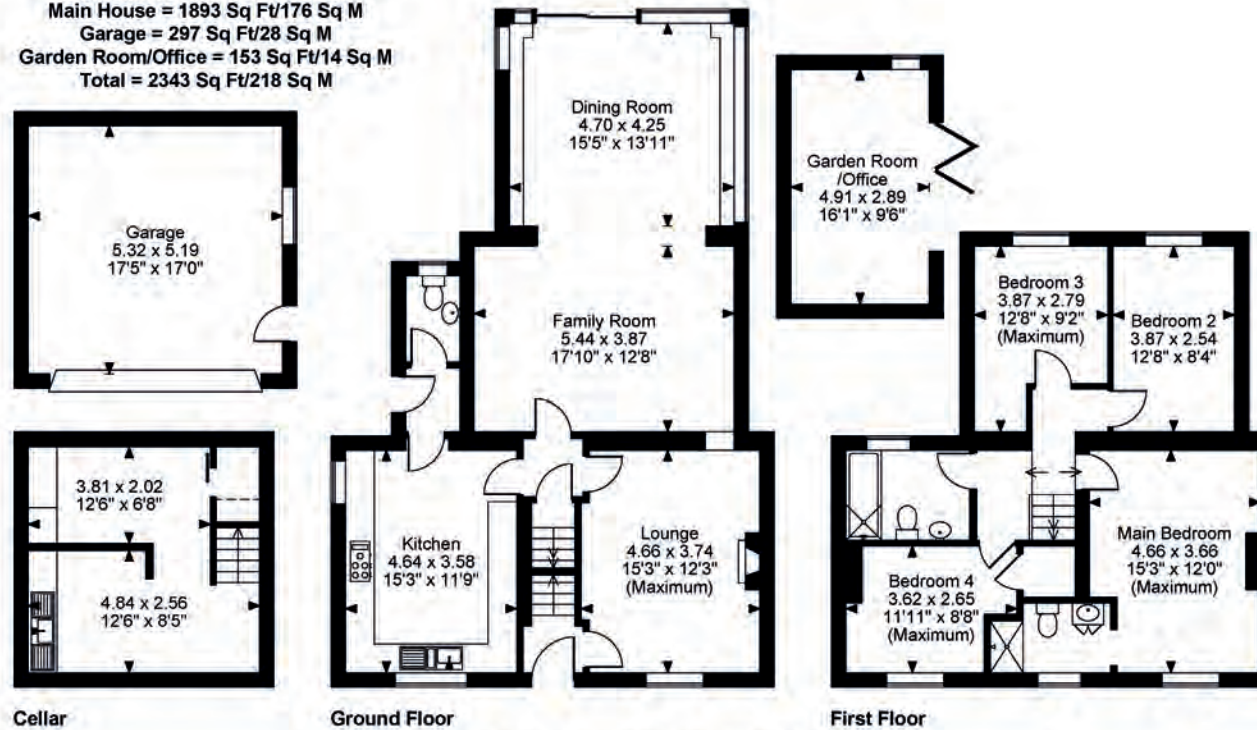 Main House = 1893 Sq Ft/176 Sq M
Garage = 297 Sq Ft/28 Sq M
Garden Room/Office = 153 Sq Ft/14 Sq M
Total = 2343 Sq Ft/218 Sq M
Garage
5.32 x 5.19
17'5" x 17'0"
Dining Room
4.70 x 4.25
15'5" x 13'11"
Garden Room
/Office
4.91 x 2.89
16'1" x 9'6"
Family Room
5.44 x 3.87
17'10" x 12'8"
Bedroom 3
3.87 x 2.79
12'8" x 9'2"
(Maximum)
Bedroom 2
3.87 x 2.54
12'8" x 8'4"
3.81 x 2.02
12'6" x 6'8"
4.84 x 2.56
12'6" x 8'5"
Kitchen
4.64 x 3.58
15'3" x 11'9"
Lounge
4.66 x 3.74
15'3" x 12'3"
(Maximum)
Bedroom 4
3.62 x 2.65
11'11" x 8'8"
(Maximum)
Main Bedroom
4.66 x 3.66
15'3" x 12'0"
(Maximum)
Cellar
Ground Floor
First Floor